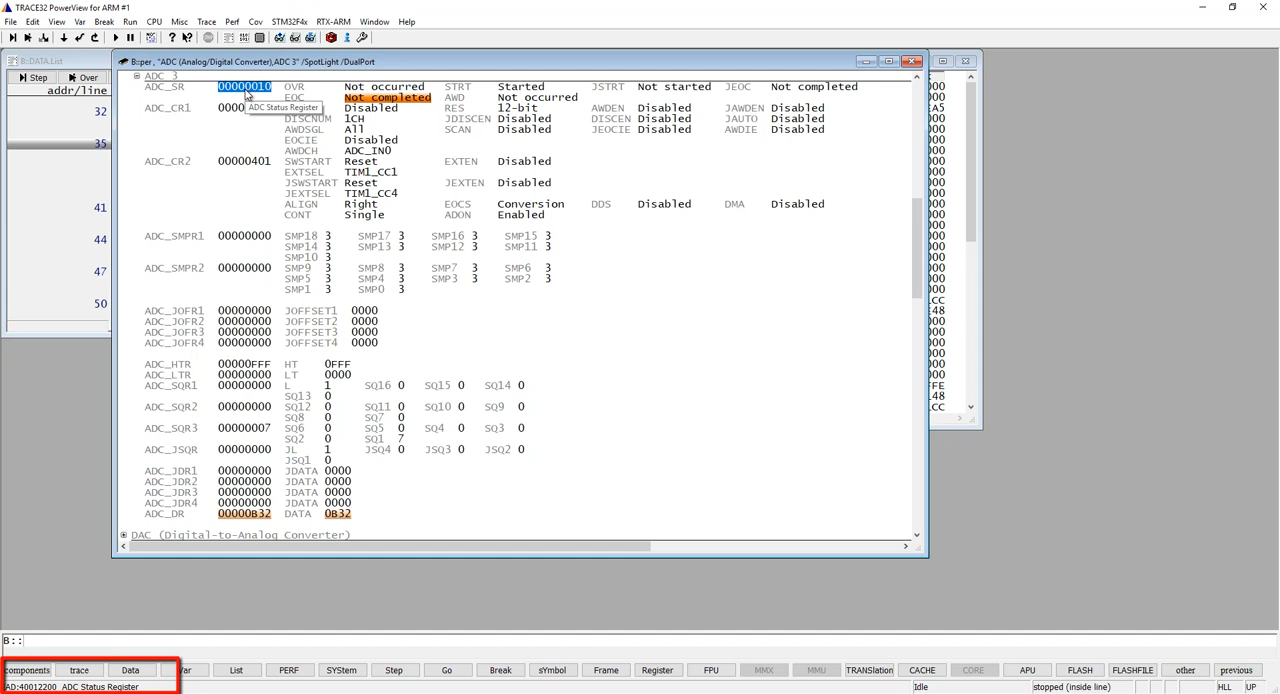 TRACE32 PowerView for ARM #1
File Edit View Var Break Run CPU Misc Trace Perf Cov STM32F4x RTX-ARM Window Help
B::DATA.List
B::per , "ADC (Analog/Digital Converter),ADC 3" /SpotLight /DualPort
Step Over
addr/line
32
35
41
44
47
50
ADC 3
ADC_SR 00000010 OVR Not occurred STRT Started JSTRT Not started JEOC Not completed
EOC Not completed AWD Not occurred
ADC Status Register
ADC_CR1 0000 Disabled RES 12-bit AWDEN Disabled JAWDEN Disabled
DISCNUM 1CH JDISCEN Disabled DISCEN Disabled JAUTO Disabled
AWDSGL All SCAN Disabled JEOCIE Disabled AWDIE Disabled
EOCIE Disabled
AWDCH ADC_IN0
ADC_CR2 00000401 SWSTART Reset EXTEN Disabled
EXTSEL TIM1_CC1
JSWSTART Reset JEXTEN Disabled
JEXTSEL TIM1_CC4
ALIGN Right EOCS Conversion DDS Disabled DMA Disabled
CONT Single ADON Enabled
ADC_SMPR1 00000000 SMP18 3 SMP17 3 SMP16 3 SMP15 3
SMP14 3 SMP13 3 SMP12 3 SMP11 3
SMP10 3
ADC_SMPR2 00000000 SMP9 3 SMP8 3 SMP7 3 SMP6 3
SMP5 3 SMP4 3 SMP3 3 SMP2 3
SMP1 3 SMP0 3
ADC_JOFR1 00000000 JOFFSET1 0000
ADC_JOFR2 00000000 JOFFSET2 0000
ADC_JOFR3 00000000 JOFFSET3 0000
ADC_JOFR4 00000000 JOFFSET4 0000
ADC_HTR 00000FFF HT 0FFF
ADC_LTR 00000000 LT 0000
ADC_SQR1 00000000 L 1 SQ16 0 SQ15 0 SQ14 0
SQ13 0
ADC_SQR2 00000000 SQ12 0 SQ11 0 SQ10 0 SQ9 0
SQ8 0 SQ7 0
ADC_SQR3 00000007 SQ6 0 SQ5 0 SQ4 0 SQ3 0
SQ2 0 SQ1 7
ADC_JSQR 00000000 JL 1 JSQ4 0 JSQ3 0 JSQ2 0
JSQ1 0
ADC_JDR1 00000000 JDATA 0000
ADC_JDR2 00000000 JDATA 0000
ADC_JDR3 00000000 JDATA 0000
ADC_JDR4 00000000 JDATA 0000
ADC_DR 00000B32 DATA 0B32
DAC (Digital-to-Analog Converter)
B::
components trace Data Var List PERF SYStem Step Go Break sYmbol Frame Register FPU MMX MMU TRANSlation CACHE CORE APU FLASH FLASHFILE other previous
AD:40012200 ADC Status Register Idle stopped (inside line) HLL UP